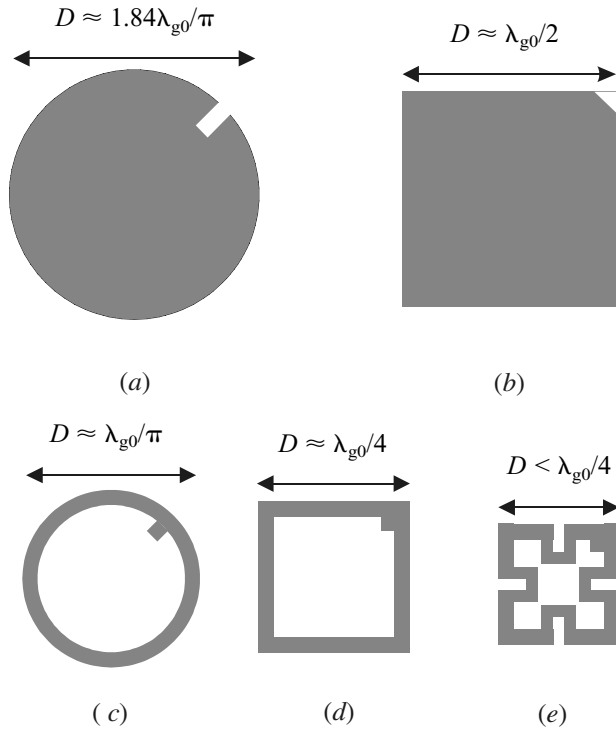 D ≈ 1.84λg0/π
D ≈ λg0/2
(a)
(b)
D ≈ λg0/π
D ≈ λg0/4
D < λg0/4
( c)
(d)
(e)